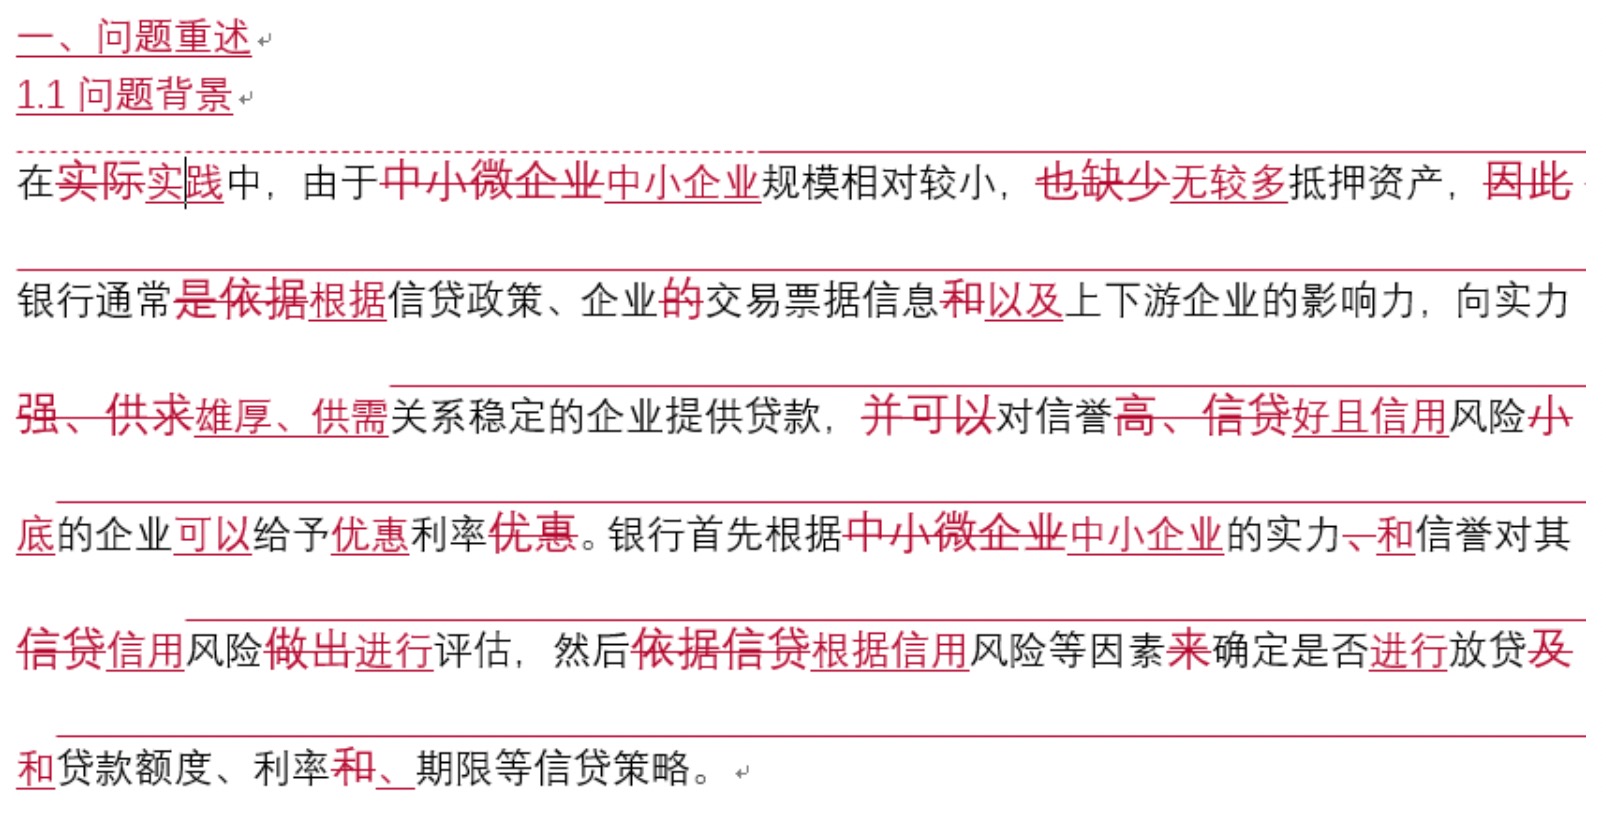 一、问题重述
1.1 问题背景
在实际实践中，由于中小微企业中小企业规模相对较小，也缺少无较多抵押资产，因此
银行通常是依据根据信贷政策、企业的交易票据信息和以及上下游企业的影响力，向实力
强、供求雄厚、供需关系稳定的企业提供贷款，并可以对信誉高、信贷好且信用风险小
底的企业可以给予优惠利率优惠。银行首先根据中小微企业中小企业的实力、和信誉对其
信贷信用风险做出进行评估，然后依据信贷根据信用风险等因素来确定是否进行放贷及
和贷款额度、利率和、期限等信贷策略。